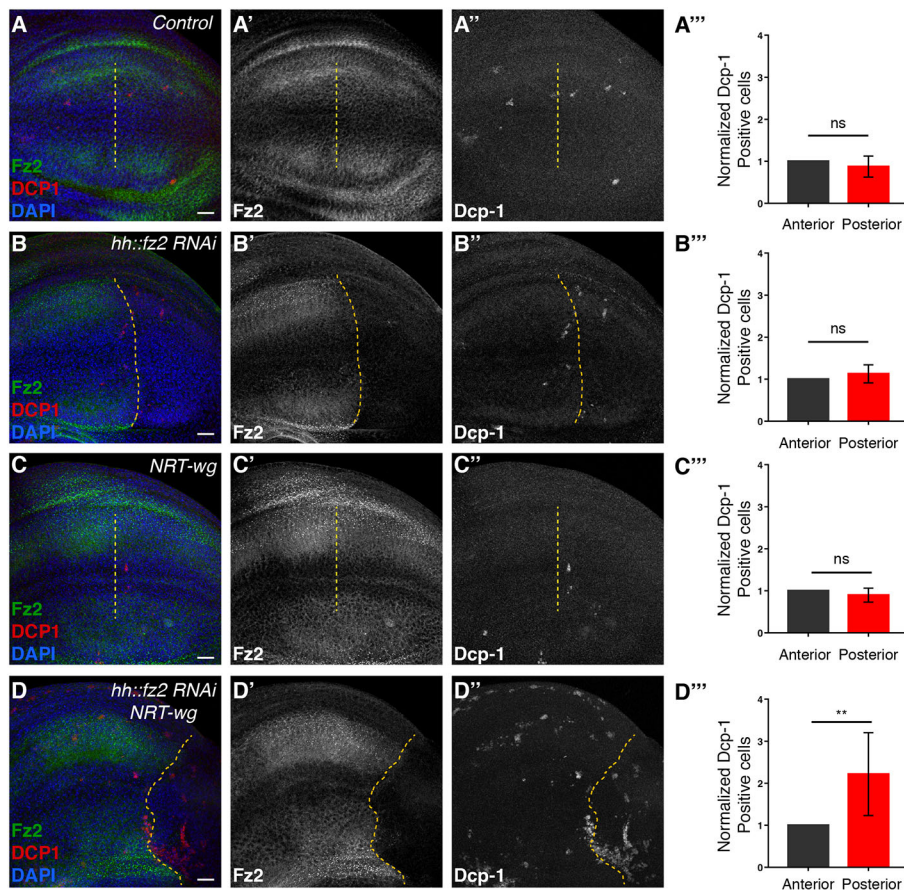 A
Control
Fz2
DCP1
DAPI
A'
Fz2
A''
Dcp-1
A'''
Normalized Dcp-1
Positive cells
4
3
2
1
0
ns
Anterior Posterior
B
hh::fz2 RNAi
Fz2
DCP1
DAPI
B'
Fz2
B''
Dcp-1
B'''
Normalized Dcp-1
Positive cells
4
3
2
1
0
ns
Anterior Posterior
C
NRT-wg
Fz2
DCP1
DAPI
C'
Fz2
C''
Dcp-1
C'''
Normalized Dcp-1
Positive cells
4
3
2
1
0
ns
Anterior Posterior
D
hh::fz2 RNAi
NRT-wg
Fz2
DCP1
DAPI
D'
Fz2
D''
Dcp-1
D'''
Normalized Dcp-1
Positive cells
4
3
2
1
0
**
Anterior Posterior